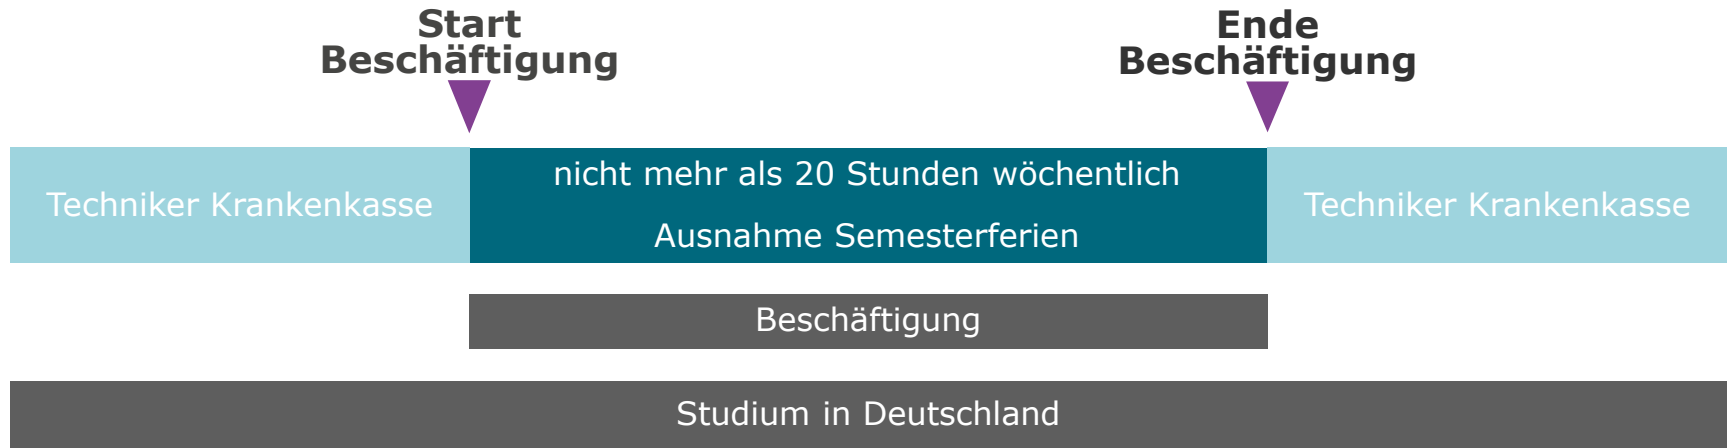 Start
Beschäftigung
Ende
Beschäftigung
Techniker Krankenkasse
nicht mehr als 20 Stunden wöchentlich
Ausnahme Semesterferien
Techniker Krankenkasse
Beschäftigung
Studium in Deutschland